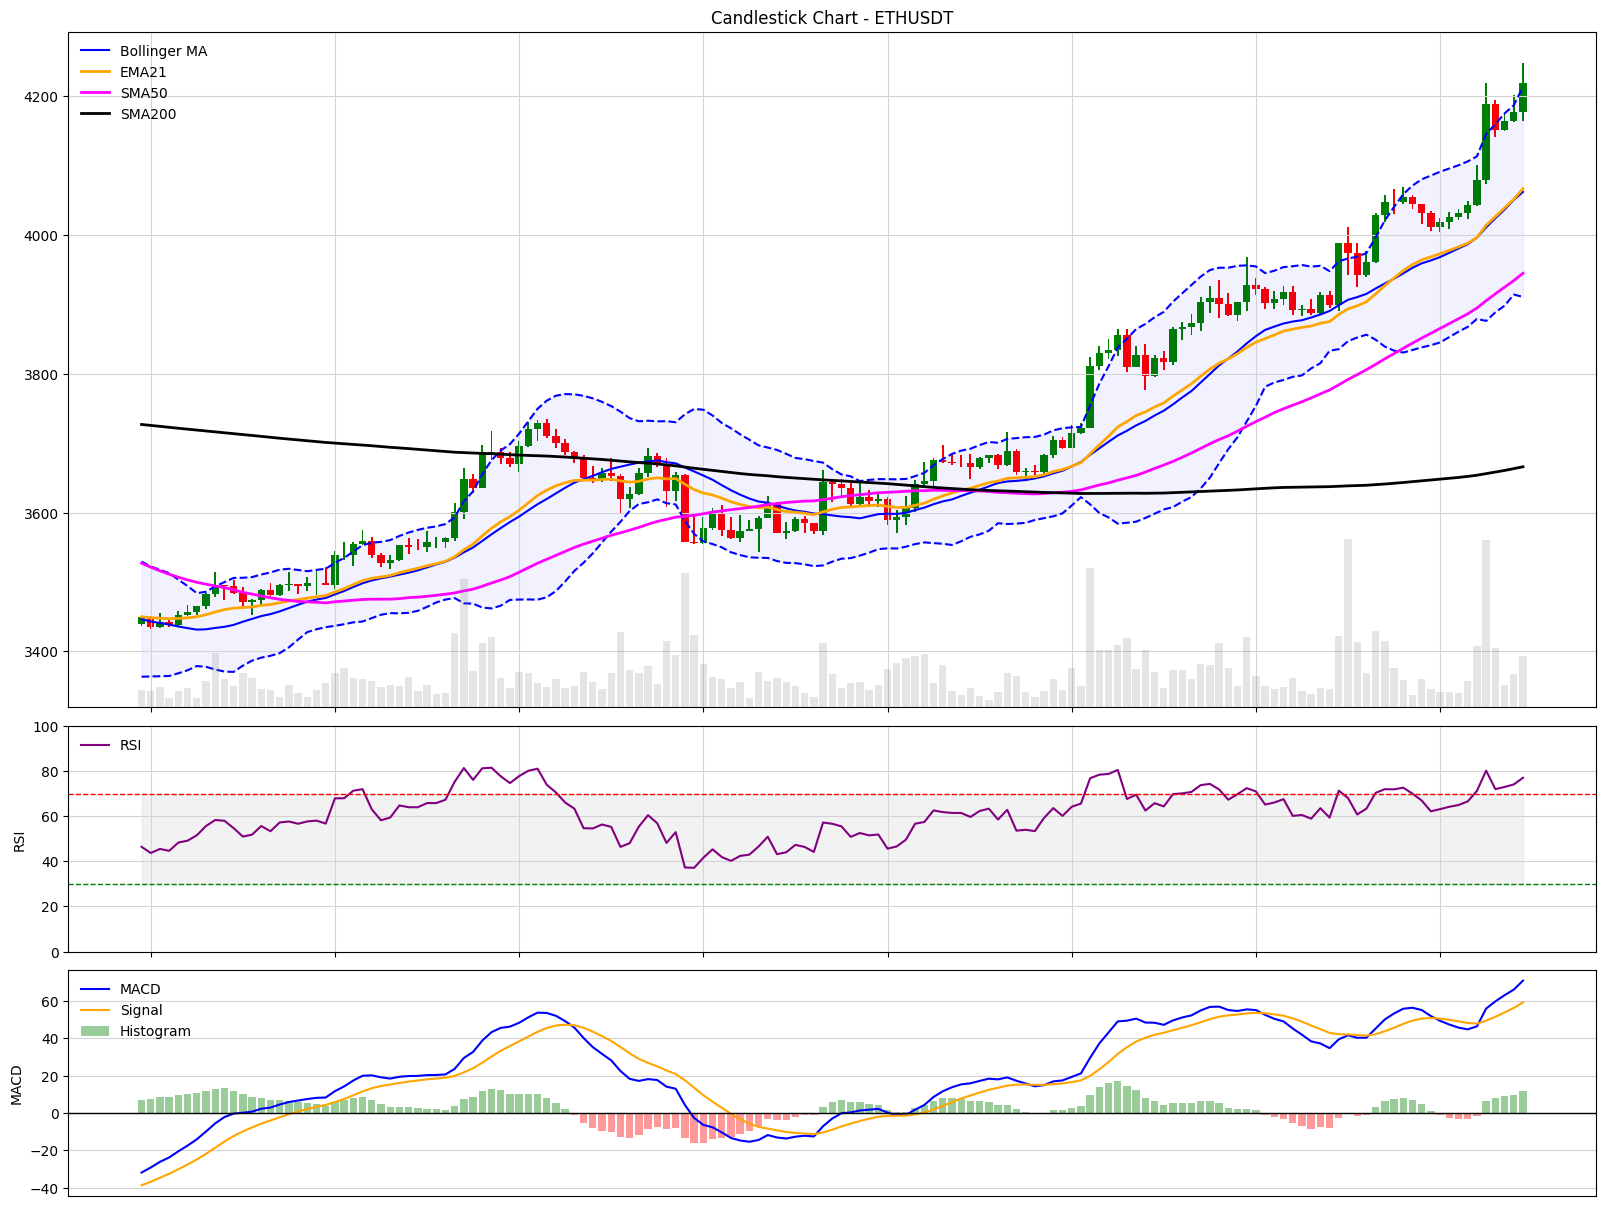 Candlestick Chart - ETHUSDT
Bollinger MA
EMA21
SMA50
SMA200
4200
4000
3800
3600
3400
RSI
100
80
60
40
20
0
RSI
MACD
Signal
Histogram
60
40
20
0
−20
−40
MACD